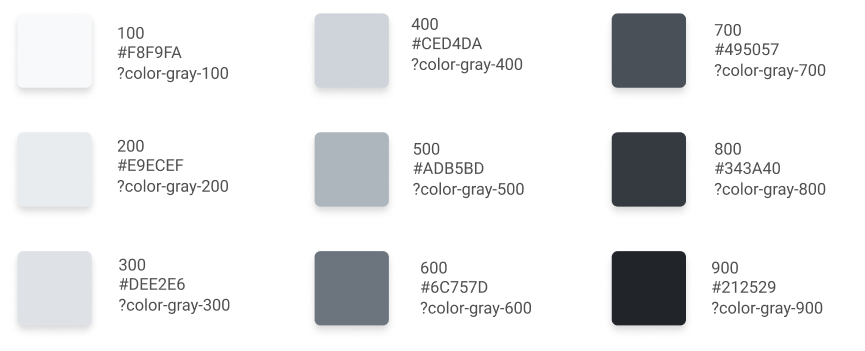 100
#F8F9FA
?color-gray-100
200
#E9ECEF
?color-gray-200
300
#DEE2E6
?color-gray-300
400
#CED4DA
?color-gray-400
500
#ADB5BD
?color-gray-500
600
#6C757D
?color-gray-600
700
#495057
?color-gray-700
800
#343A40
?color-gray-800
900
#212529
?color-gray-900